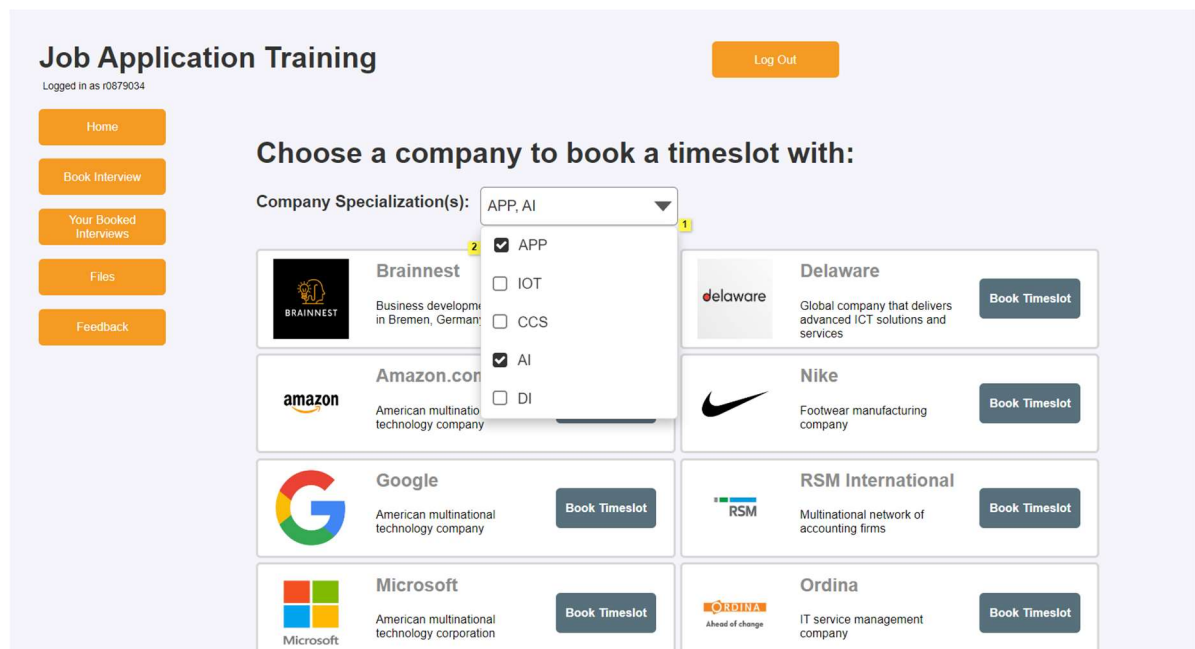 Job Application Training
Log Out
Logged in as r0879034
Home
Book Interview
Your Booked
Interviews
Files
Feedback
Choose a company to book a timeslot with:
Company Specialization(s):
APP, AI
1
2
APP
IOT
CCS
AI
DI
BRAINNEST
Brainnest
Business developme
in Bremen, German
delaware
Delaware
Global company that delivers
advanced ICT solutions and
services
Book Timeslot
amazon
Amazon.com
American multinatio
technology company
Nike
Footwear manufacturing
company
Book Timeslot
Google
American multinational
technology company
Book Timeslot
RSM
RSM International
Multinational network of
accounting firms
Book Timeslot
Microsoft
Microsoft
American multinational
technology corporation
Book Timeslot
ORDINA
Ahead of change
Ordina
IT service management
company
Book Timeslot